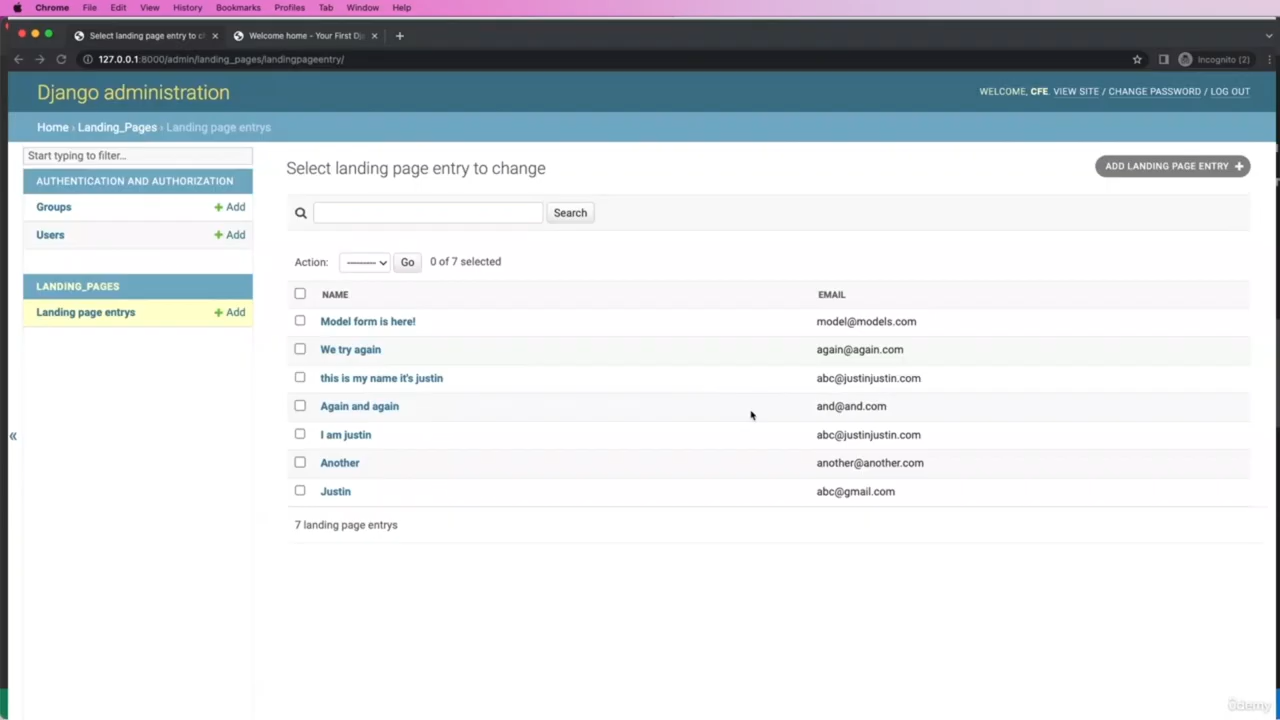 Chrome File Edit View History Bookmarks Profiles Tab Window Help
Select landing page entry to c Welcome home - Your First Dj
127.0.0.1:8000/admin/landing_pages/landingpageentry/ Incognito (2)
Django administration
WELCOME, CFE. VIEW SITE / CHANGE PASSWORD / LOG OUT
Home › Landing_Pages › Landing page entrys
Start typing to filter...
AUTHENTICATION AND AUTHORIZATION
Groups + Add
Users + Add
LANDING_PAGES
Landing page entrys + Add
«
Select landing page entry to change
ADD LANDING PAGE ENTRY +
Search
Action: --------- Go 0 of 7 selected
NAME EMAIL
Model form is here! model@models.com
We try again again@again.com
this is my name it's justin abc@justinjustin.com
Again and again and@and.com
I am justin abc@justinjustin.com
Another another@another.com
Justin abc@gmail.com
7 landing page entrys
ûdemy